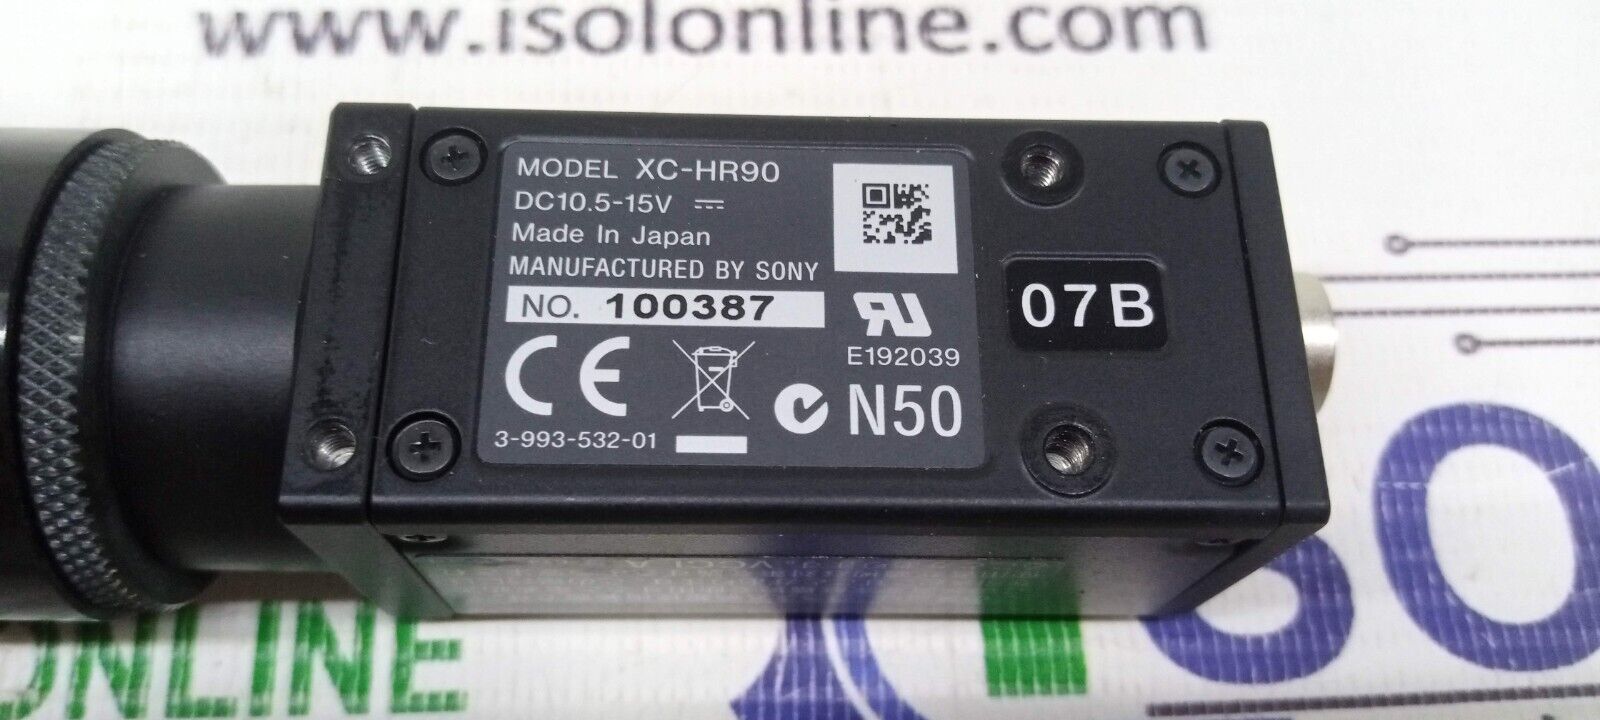 www.isolonline.com
MODEL XC-HR90
DC10.5-15V ⎓
Made In Japan
MANUFACTURED BY SONY
NO. 100387
E192039
CE
N50
3-993-532-01
07B
ONLINE